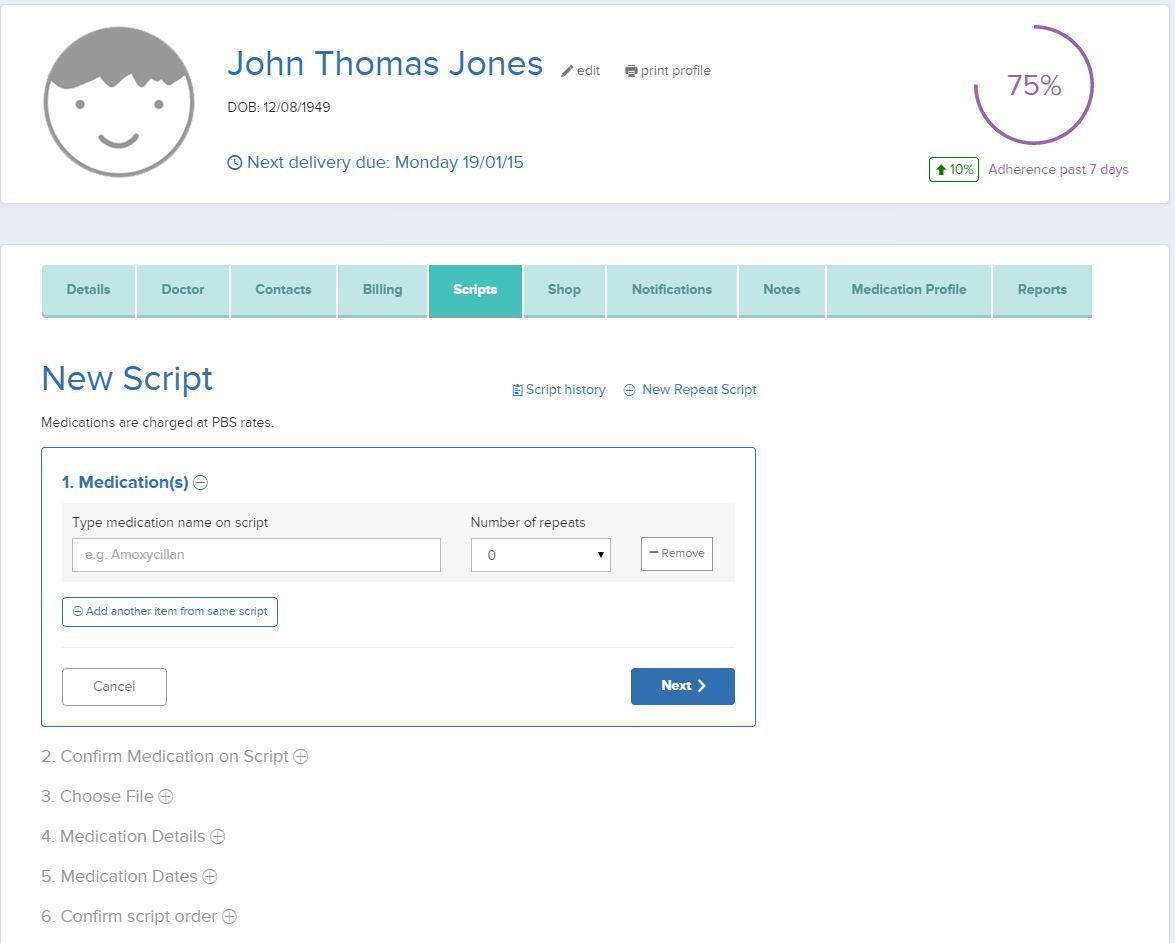 John Thomas Jones edit print profile
DOB: 12/08/1949
Next delivery due: Monday 19/01/15
75%
10% Adherence past 7 days
Details Doctor Contacts Billing Scripts Shop Notifications Notes Medication Profile Reports
New Script
Script history New Repeat Script
Medications are charged at PBS rates.
1. Medication(s)
Type medication name on script Number of repeats
e.g. Amoxycillan 0 Remove
Add another item from same script
Cancel Next
2. Confirm Medication on Script
3. Choose File
4. Medication Details
5. Medication Dates
6. Confirm script order